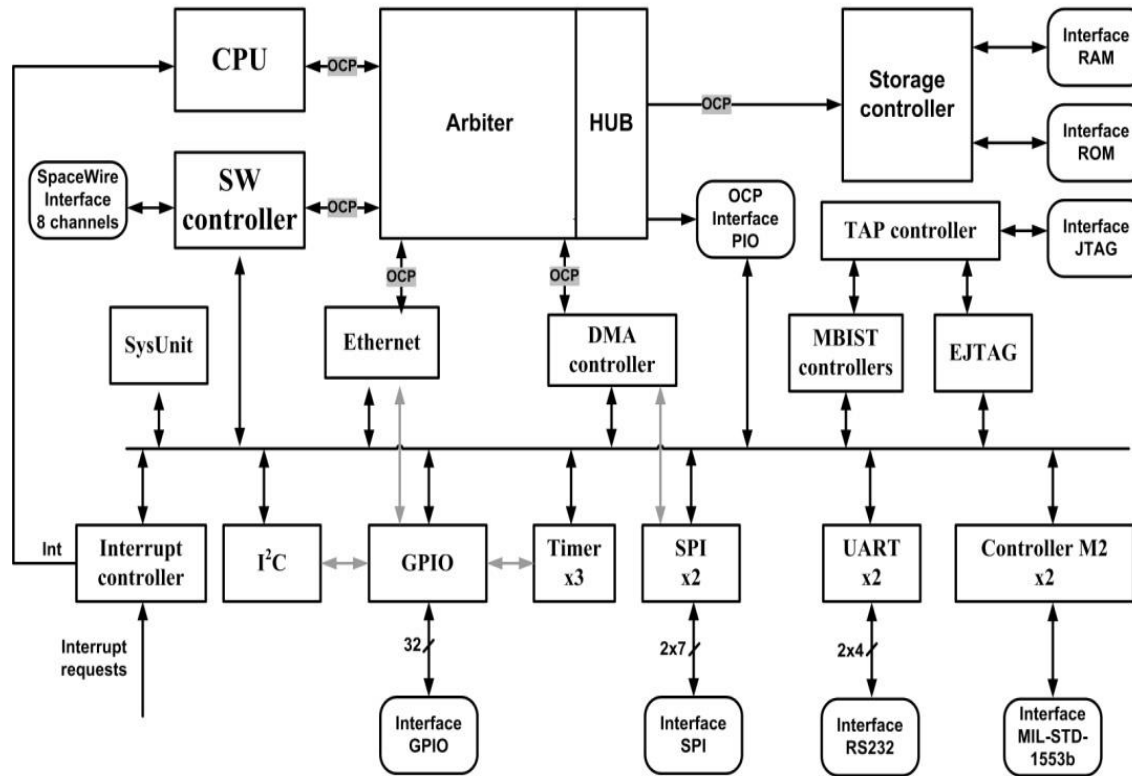 CPU
OCP
Arbiter
HUB
OCP
Storage
controller
Interface
RAM
Interface
ROM
SpaceWire
Interface
8 channels
SW
controller
OCP
OCP
Interface
PIO
TAP controller
Interface
JTAG
OCP
OCP
SysUnit
Ethernet
DMA
controller
MBIST
controllers
EJTAG
Int
Interrupt
controller
I²C
GPIO
Timer
x3
SPI
x2
UART
x2
Controller M2
x2
Interrupt
requests
32
2x7
2x4
Interface
GPIO
Interface
SPI
Interface
RS232
Interface
MIL-STD-
1553b